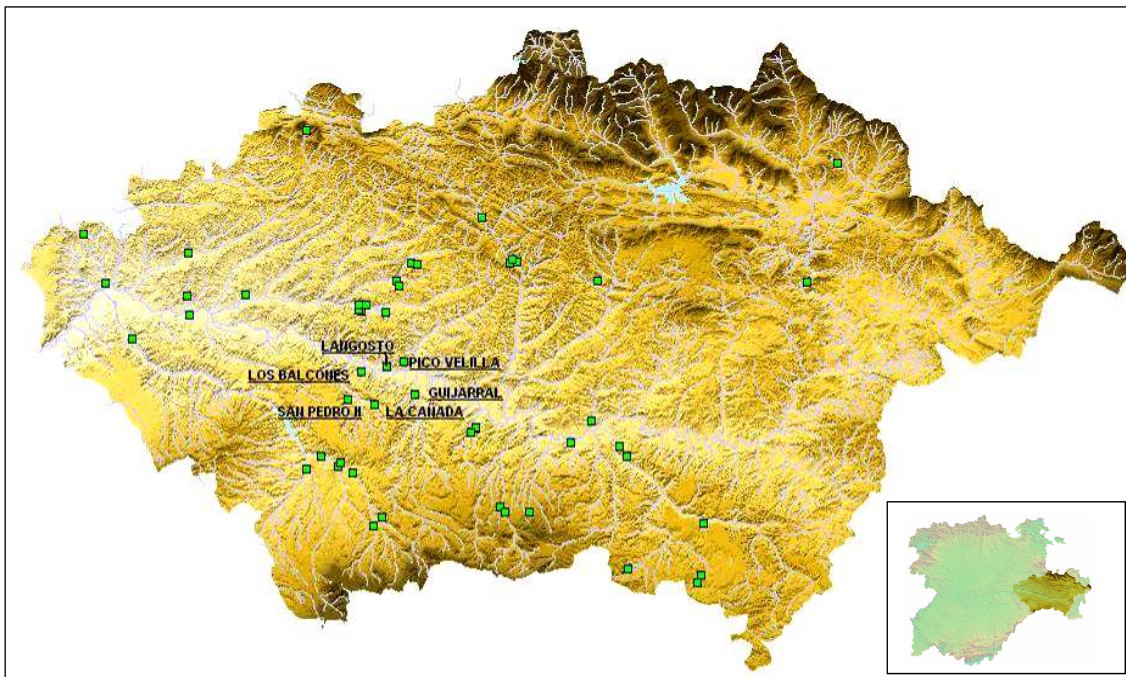 LANGOSTO
PICO VELILLA
LOS BALCONES
GUIJARRAL
SAN PEDRO II
LA CAÑADA